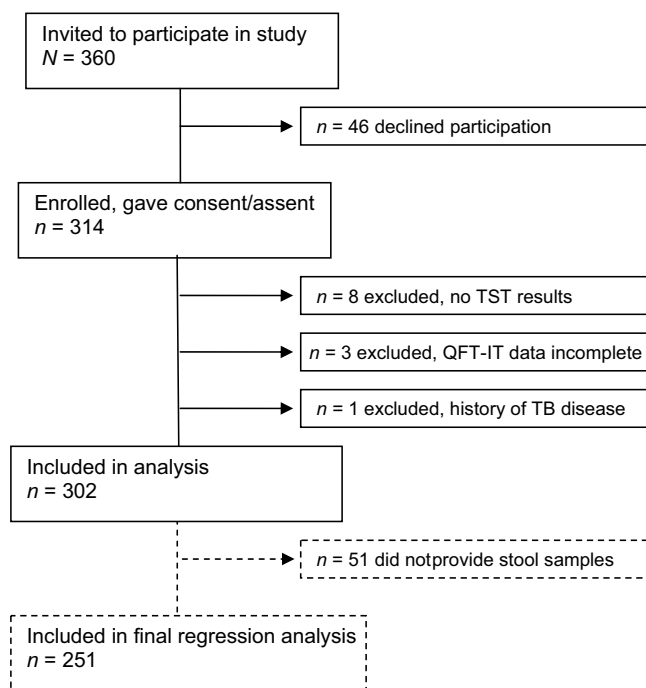 Invited to participate in study
N = 360
n = 46 declined participation
Enrolled, gave consent/assent
n = 314
n = 8 excluded, no TST results
n = 3 excluded, QFT-IT data incomplete
n = 1 excluded, history of TB disease
Included in analysis
n = 302
n = 51 did notprovide stool samples
Included in final regression analysis
n = 251